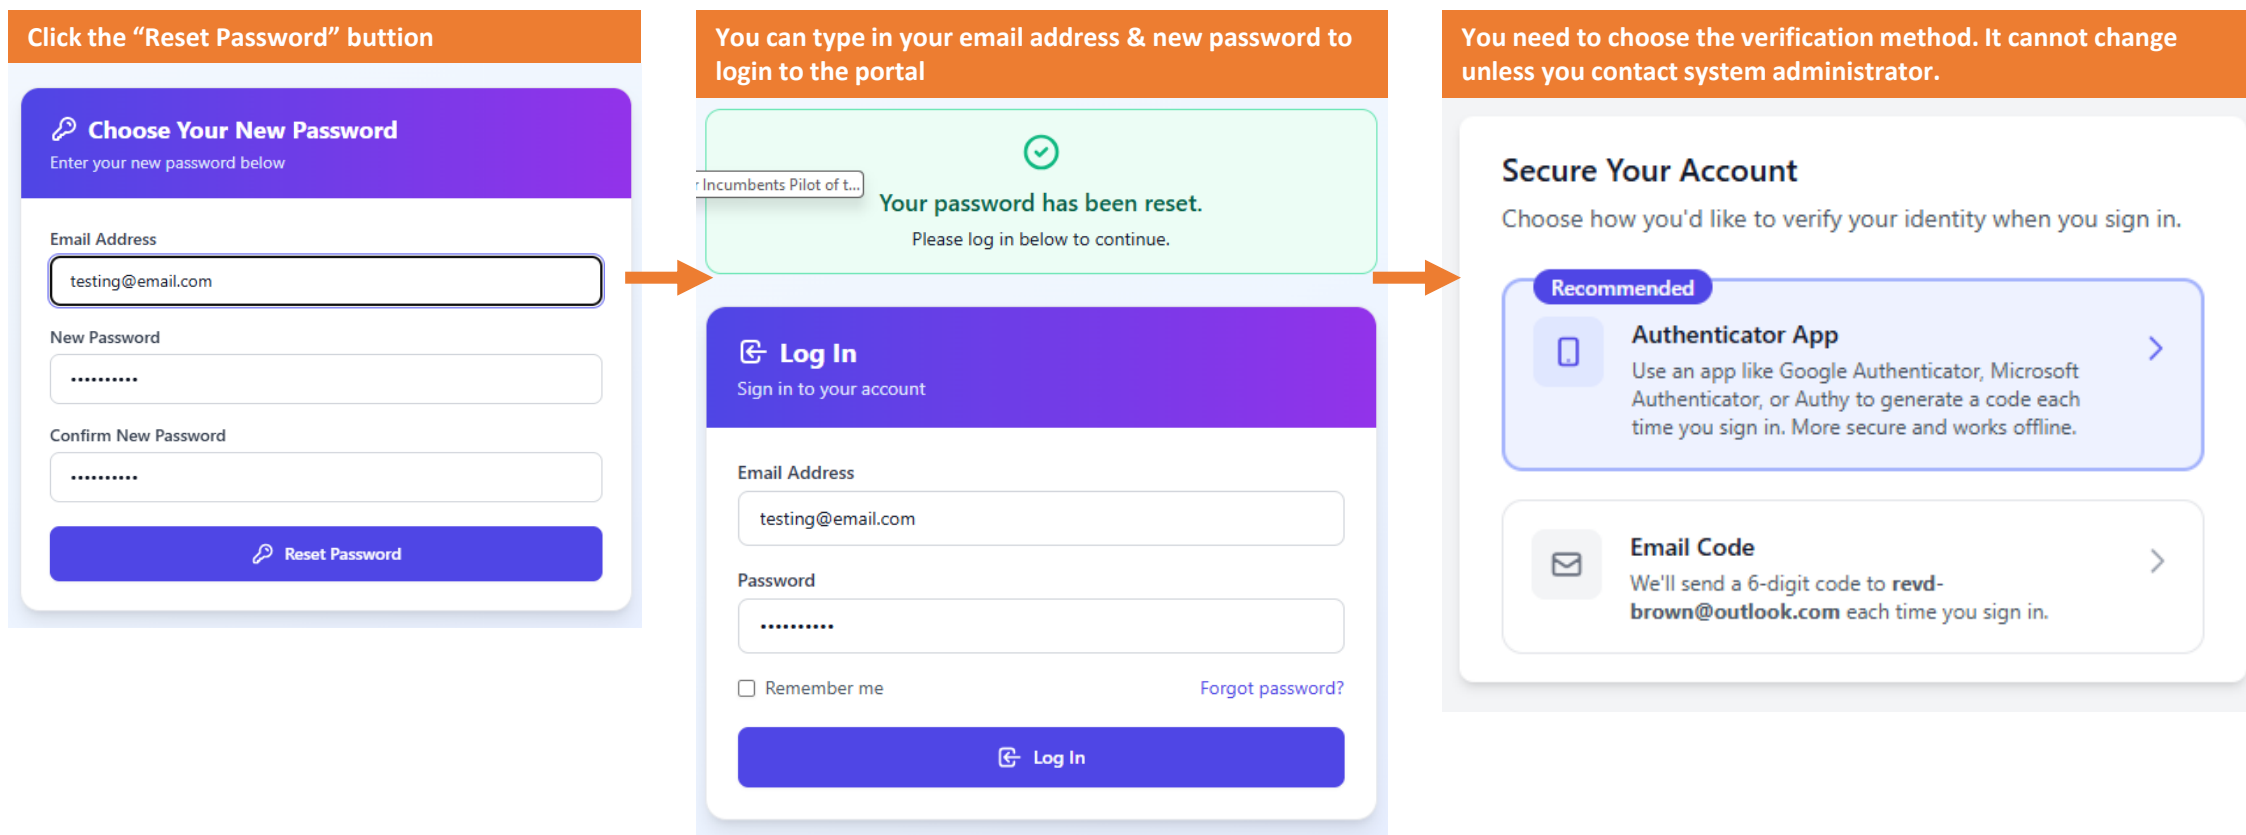 Click the “Reset Password” buttion
Choose Your New Password
Enter your new password below
Email Address
testing@email.com
New Password
••••••••••
Confirm New Password
••••••••••
Reset Password
You can type in your email address & new password to
login to the portal
Incumbents Pilot of t...
Your password has been reset.
Please log in below to continue.
Log In
Sign in to your account
Email Address
testing@email.com
Password
••••••••••
Remember me
Forgot password?
Log In
You need to choose the verification method. It cannot change
unless you contact system administrator.
Secure Your Account
Choose how you'd like to verify your identity when you sign in.
Recommended
Authenticator App
Use an app like Google Authenticator, Microsoft
Authenticator, or Authy to generate a code each
time you sign in. More secure and works offline.
Email Code
We'll send a 6-digit code to revd-
brown@outlook.com each time you sign in.